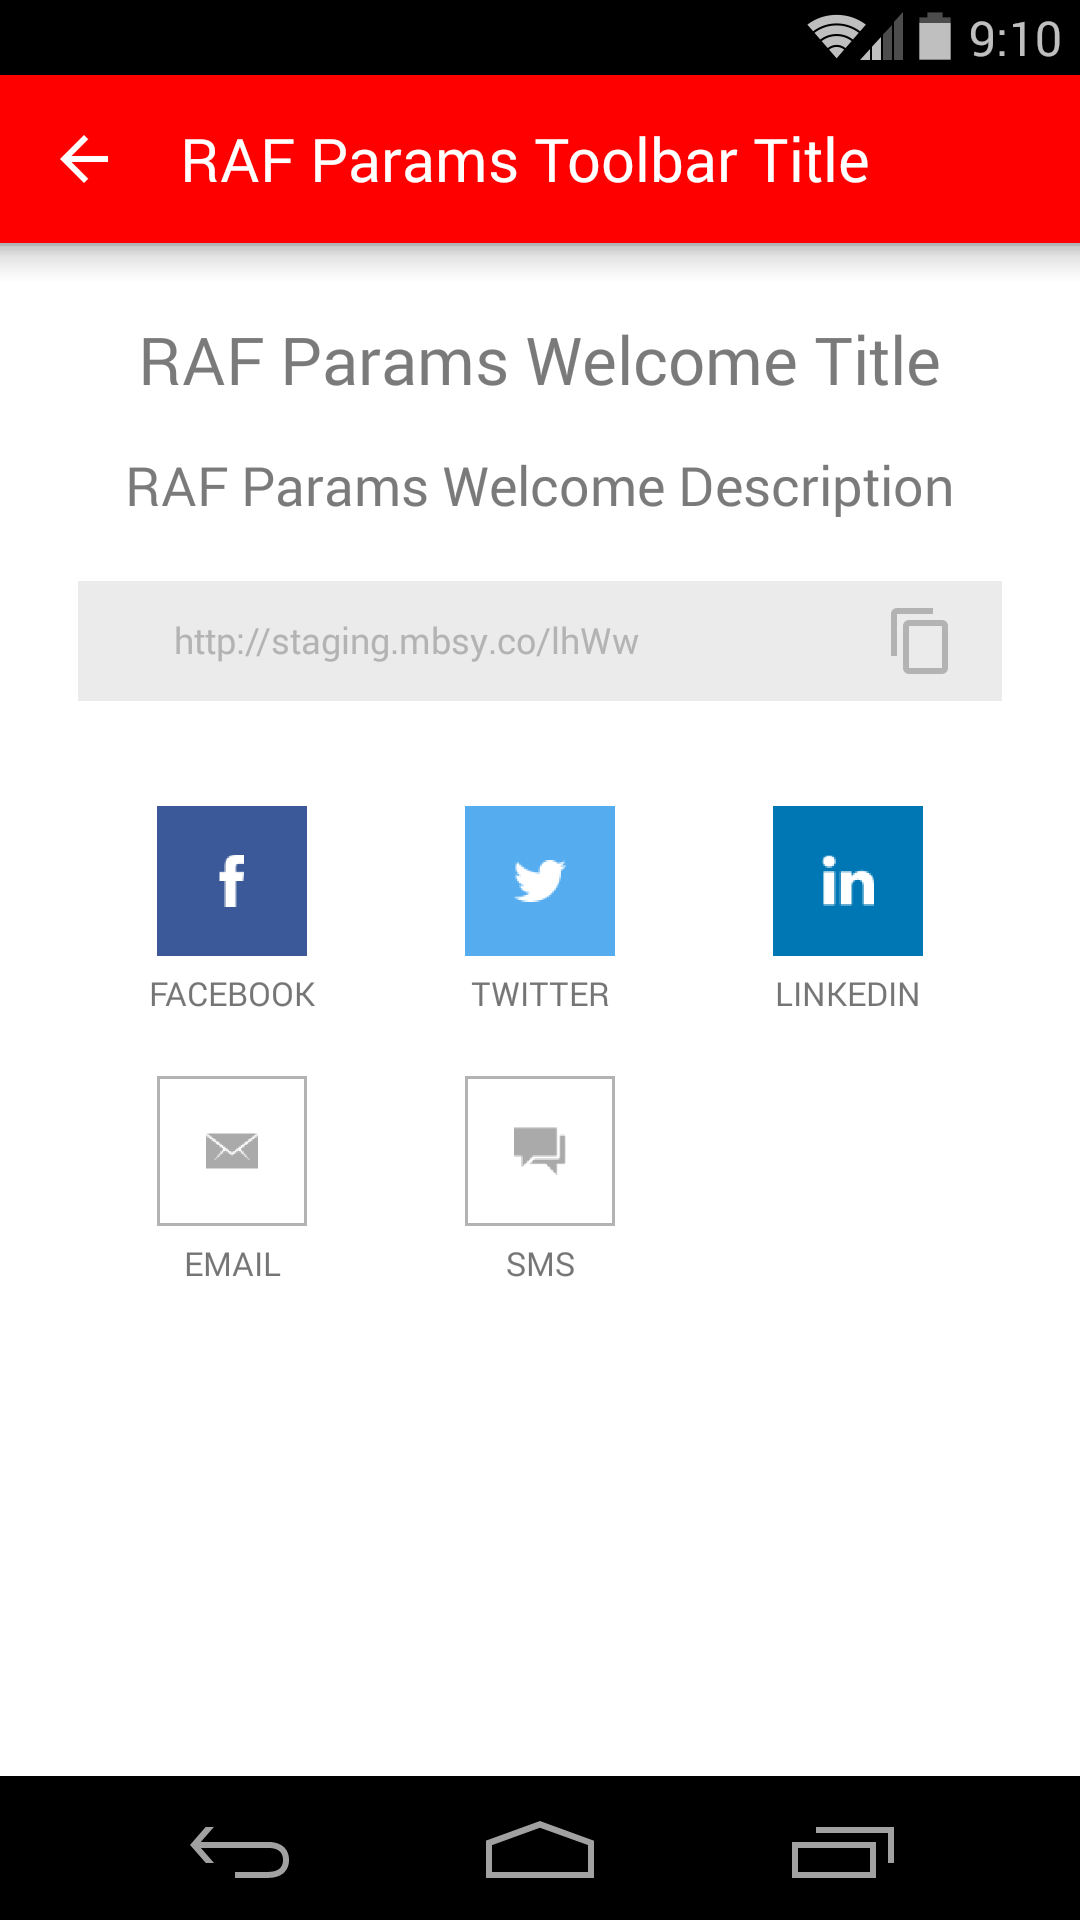 9:10
RAF Params Toolbar Title
RAF Params Welcome Title
RAF Params Welcome Description
http://staging.mbsy.co/lhWw
f
in
FACEBOOK
TWITTER
LINKEDIN
EMAIL
SMS